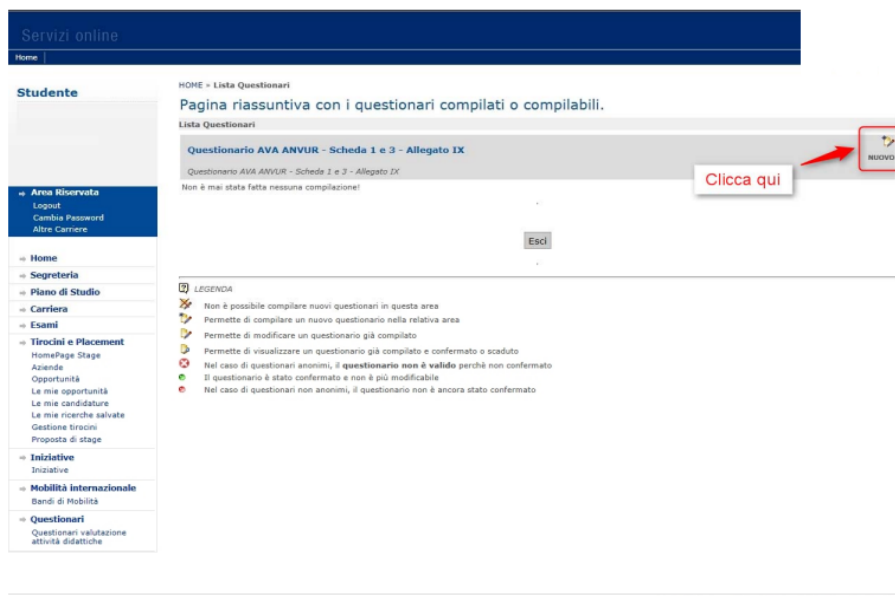 Servizi online
Home
Studente
HOME » Lista Questionari
Pagina riassuntiva con i questionari compilati o compilabili.
Lista Questionari
Questionario AVA ANVUR - Scheda 1 e 3 - Allegato IX
Questionario AVA ANVUR - Scheda 1 e 3 - Allegato IX
NUOVO
Clicca qui
Non è mai stata fatta nessuna compilazione!
Esci
Area Riservata
Logout
Cambia Password
Altre Carriere
Home
Segreteria
Piano di Studio
Carriera
Esami
Tirocini e Placement
HomePage Stage
Aziende
Opportunità
Le mie opportunità
Le mie candidature
Le mie ricerche salvate
Gestione tirocini
Proposta di stage
Iniziative
Iniziative
Mobilità internazionale
Bandi di Mobilità
Questionari
Questionari valutazione
attività didattiche
LEGENDA
Non è possibile compilare nuovi questionari in questa area
Permette di compilare un nuovo questionario nella relativa area
Permette di modificare un questionario già compilato
Permette di visualizzare un questionario già compilato e confermato o scaduto
Nel caso di questionari anonimi, il questionario non è valido perchè non confermato
Il questionario è stato confermato e non è più modificabile
Nel caso di questionari non anonimi, il questionario non è ancora stato confermato